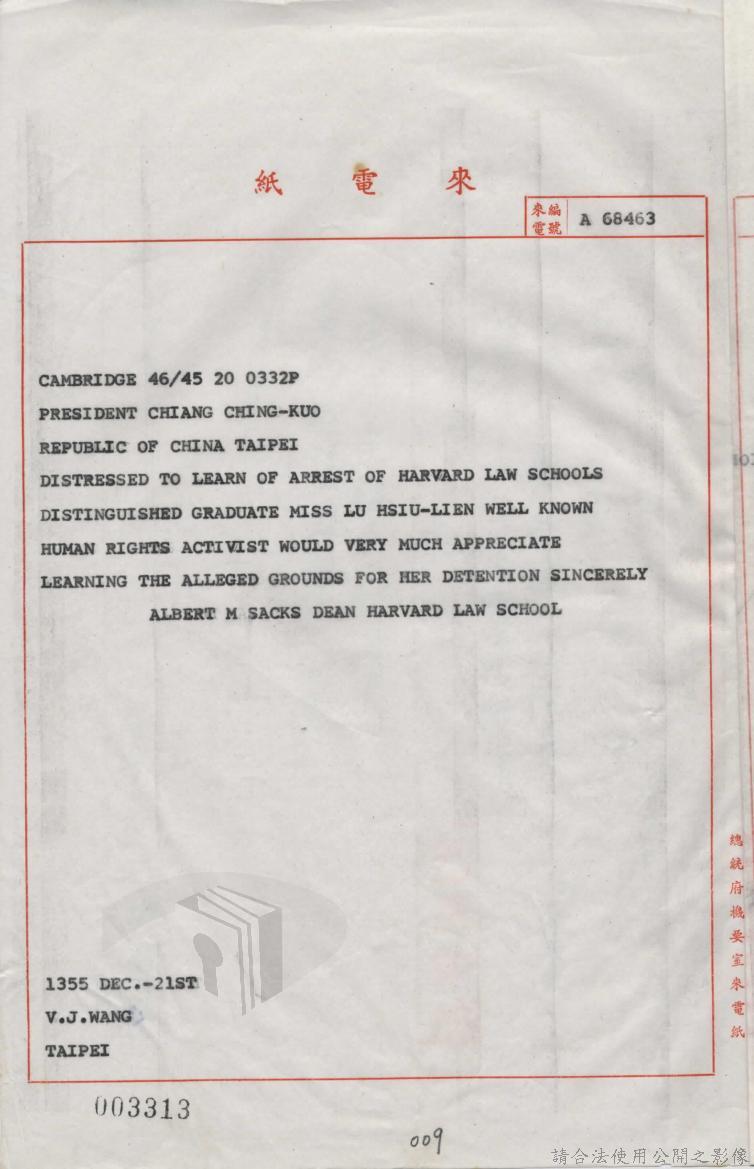 紙電來
來電
編號
A 68463
CAMBRIDGE 46/45 20 0332P
PRESIDENT CHIANG CHING-KUO
REPUBLIC OF CHINA TAIPEI
DISTRESSED TO LEARN OF ARREST OF HARVARD LAW SCHOOLS
DISTINGUISHED GRADUATE MISS LU HSIU-LIEN WELL KNOWN
HUMAN RIGHTS ACTIVIST WOULD VERY MUCH APPRECIATE
LEARNING THE ALLEGED GROUNDS FOR HER DETENTION SINCERELY
ALBERT M SACKS DEAN HARVARD LAW SCHOOL
1355 DEC.-21ST
V.J.WANG
TAIPEI
003313
009
總統府機要室來電紙
請合法使用公開之影像